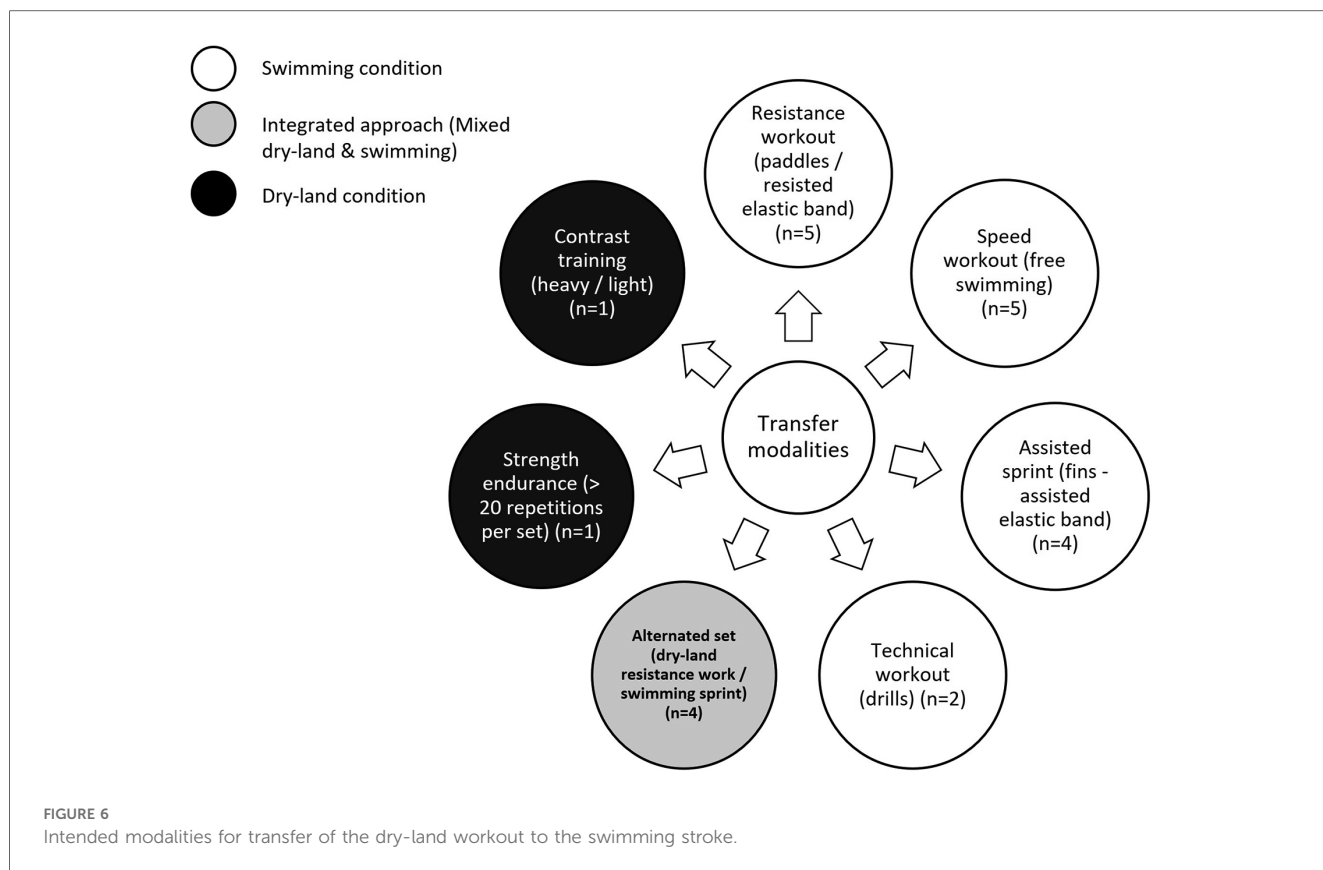 Swimming condition
Integrated approach (Mixed
dry-land & swimming)
Dry-land condition
Resistance
workout
(paddles /
resisted
elastic band)
(n=5)
Speed
workout (free
swimming)
(n=5)
Assisted
sprint (fins -
assisted
elastic band)
(n=4)
Technical
workout
(drills) (n=2)
Alternated set
(dry-land
resistance work /
swimming sprint)
(n=4)
Strength
endurance (>
20 repetitions
per set) (n=1)
Contrast
training
(heavy / light)
(n=1)
Transfer
modalities
FIGURE 6
Intended modalities for transfer of the dry-land workout to the swimming stroke.